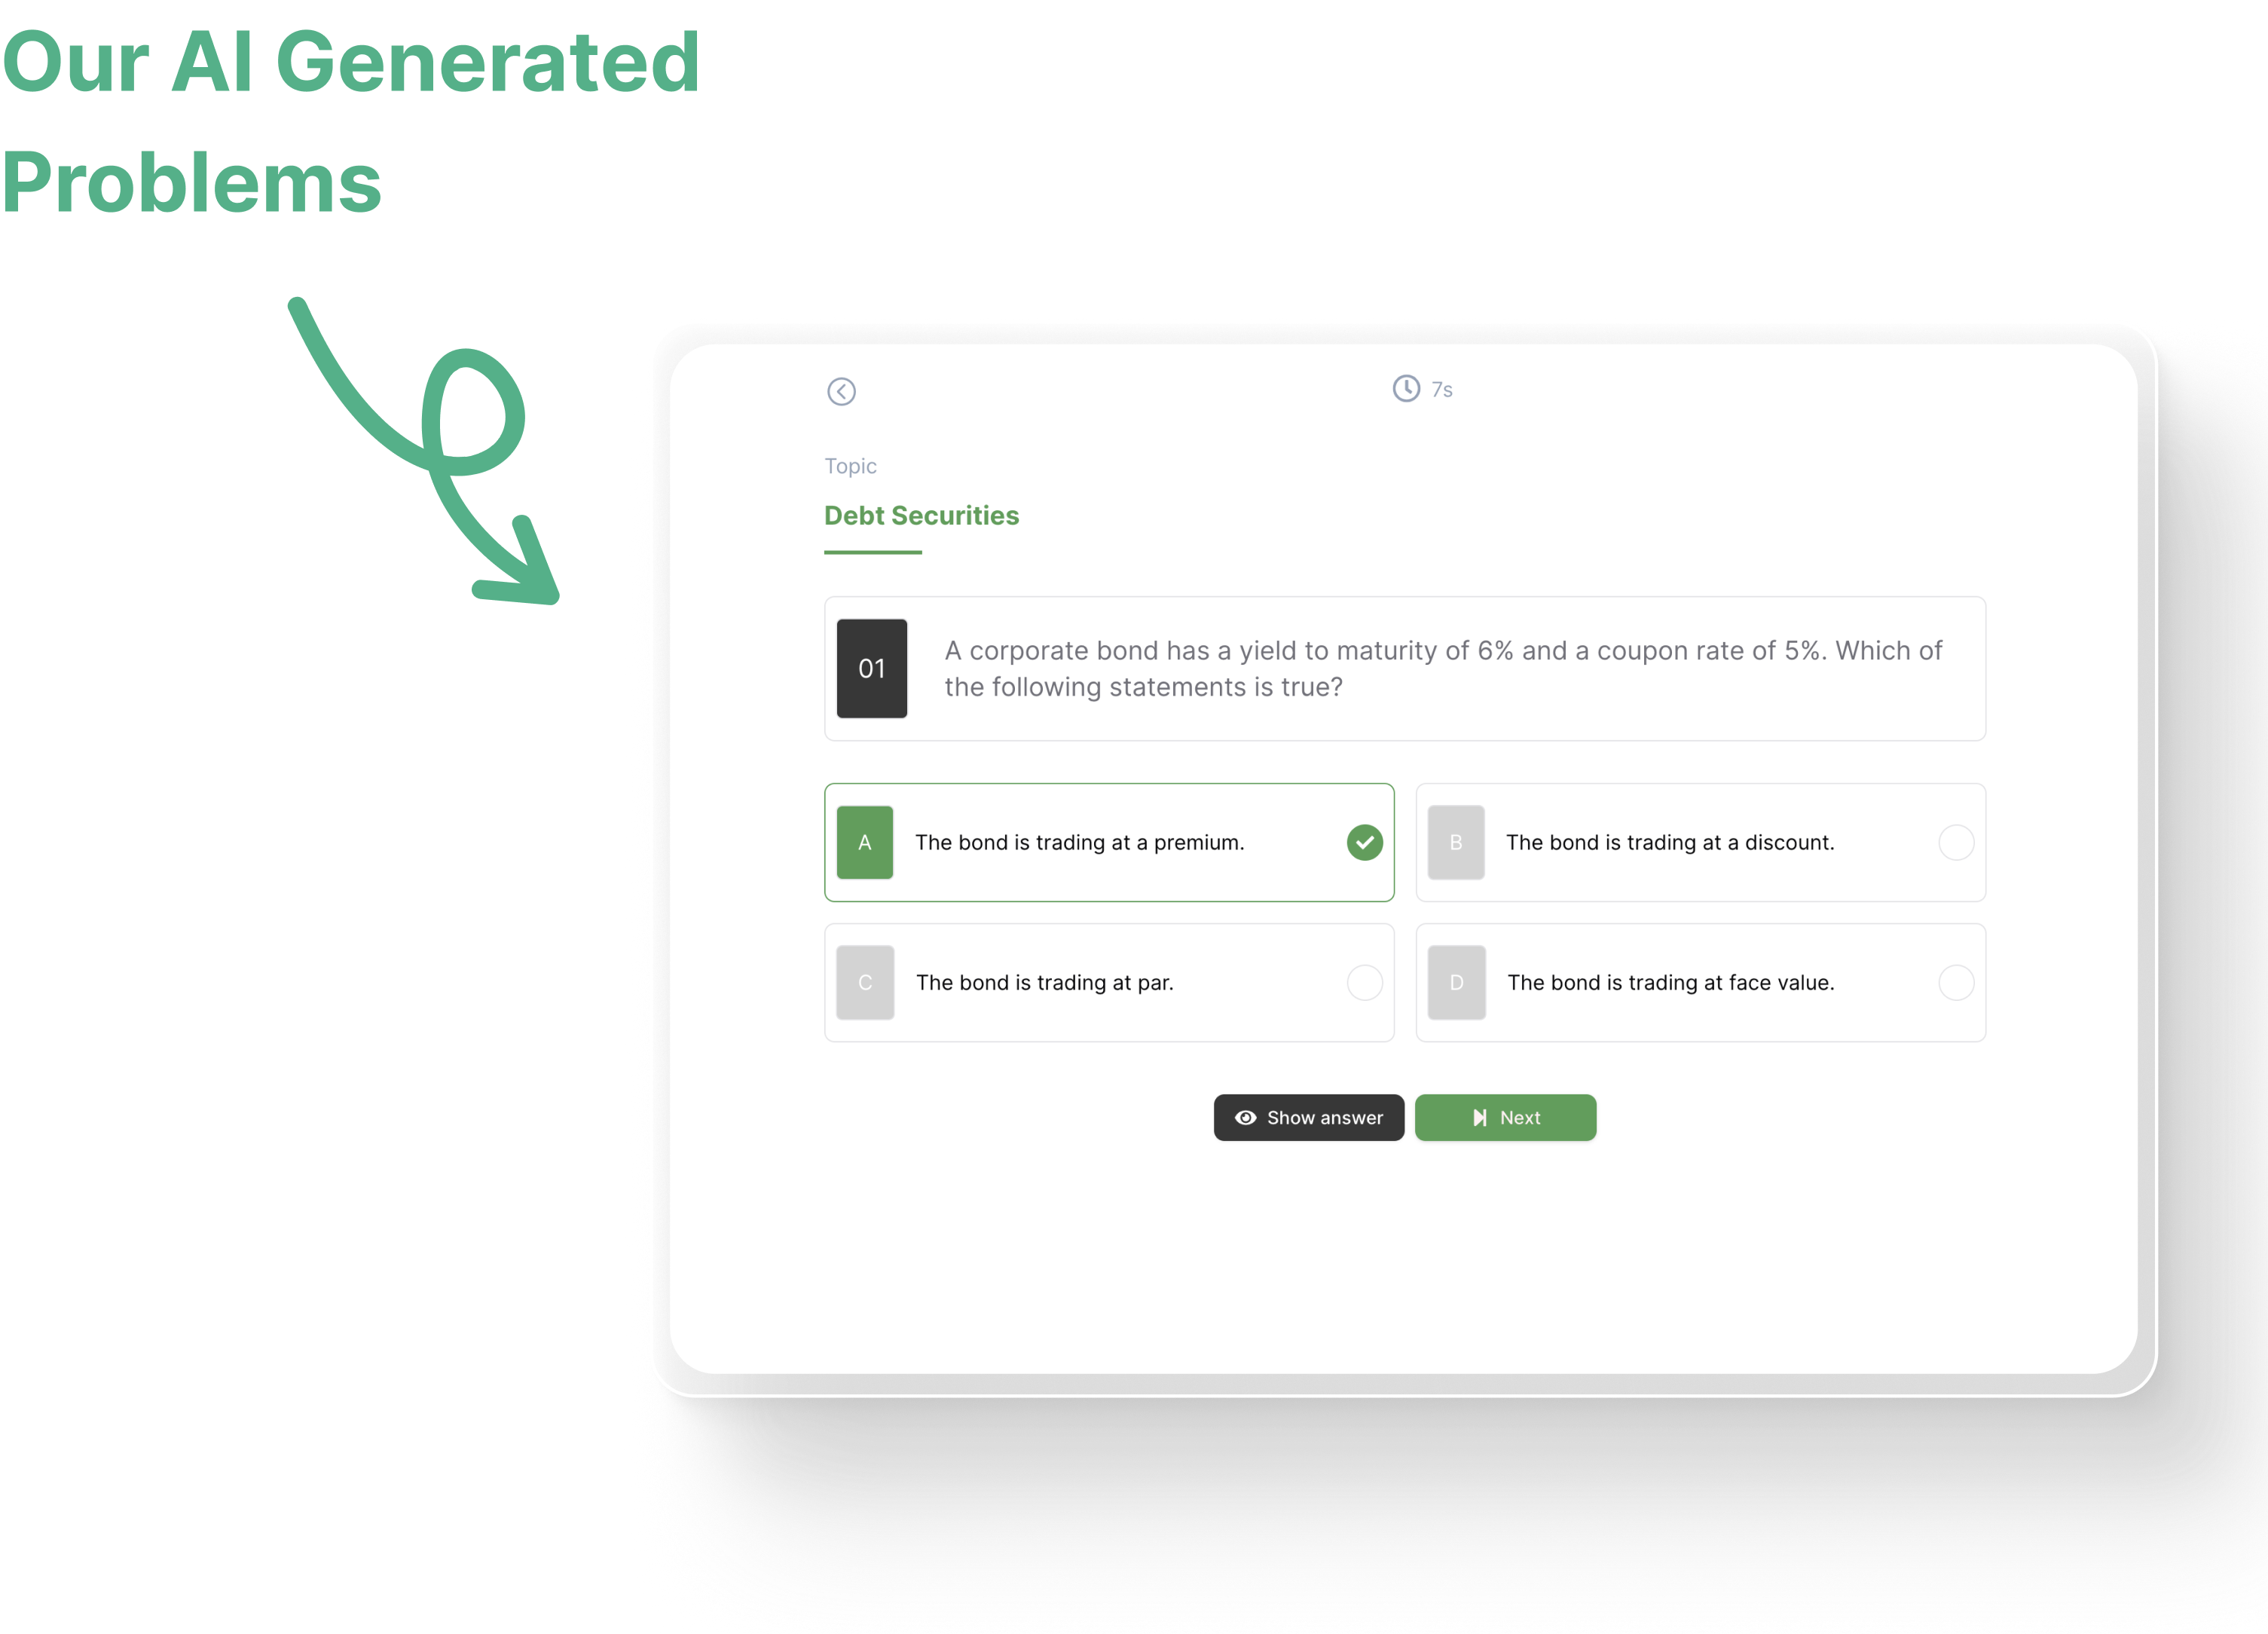 Our AI Generated
Problems
7s
Topic
Debt Securities
01
A corporate bond has a yield to maturity of 6% and a coupon rate of 5%. Which of
the following statements is true?
A
The bond is trading at a premium.
B
The bond is trading at a discount.
C
The bond is trading at par.
D
The bond is trading at face value.
Show answer
Next